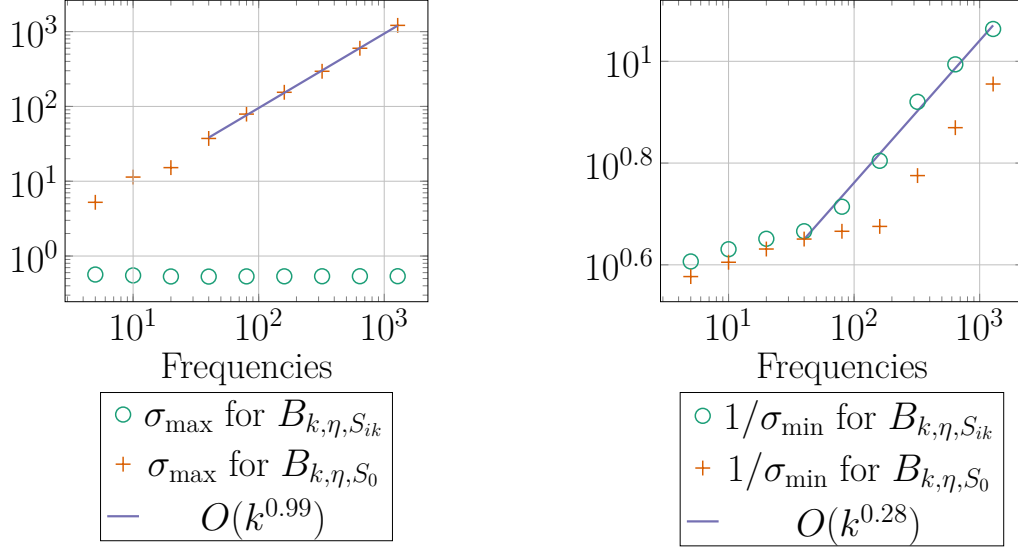 10^3
10^2
10^1
10^0
10^1 10^2 10^3
Frequencies
σ_max for B_{k,η,S_{ik}}
σ_max for B_{k,η,S_0}
O(k^{0.99})
10^1
10^{0.8}
10^{0.6}
10^1 10^2 10^3
Frequencies
1/σ_min for B_{k,η,S_{ik}}
1/σ_min for B_{k,η,S_0}
O(k^{0.28})